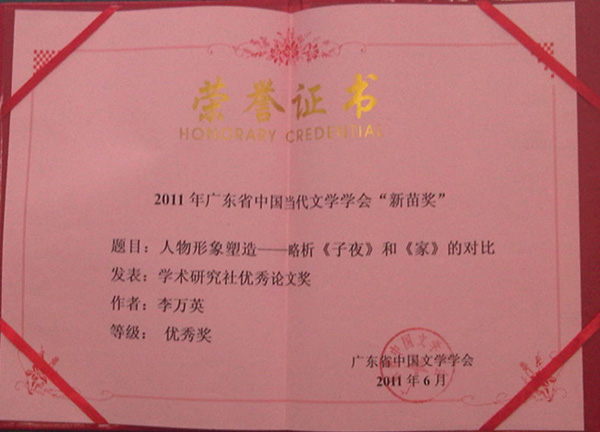 荣誉证书
HONORARY CREDENTIAL
2011 年广东省中国当代文学学会“新苗奖”
题目：人物形象塑造——略析《子夜》和《家》的对比
发表：学术研究社优秀论文奖
作者：李万英
等级： 优秀奖
广东省中国文学学会
2011 年 6 月